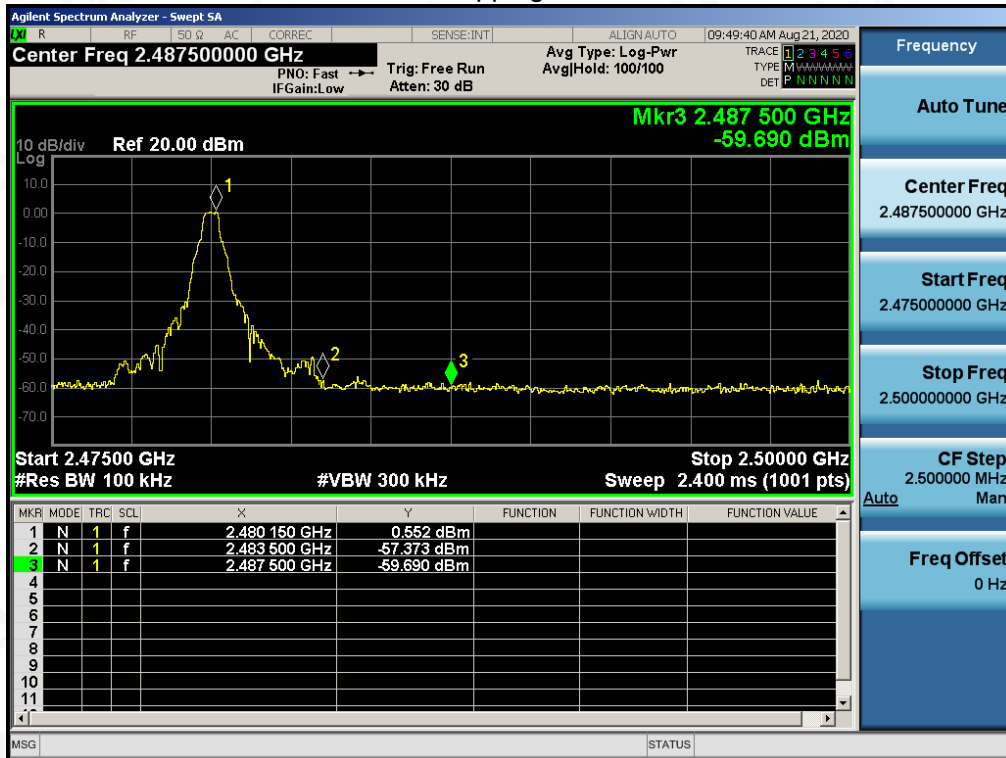 Agilent Spectrum Analyzer - Swept SA
LXI R RF 50 Ω AC CORREC SENSE:INT ALIGN AUTO 09:49:40 AM Aug 21, 2020
Center Freq 2.487500000 GHz
PNO: Fast
IFGain:Low
Trig: Free Run
Atten: 30 dB
Avg Type: Log-Pwr
Avg|Hold: 100/100
TRACE 1 2 3 4 5 6
TYPE M WWWWW
DET P N N N N N
Mkr3 2.487 500 GHz
-59.690 dBm
10 dB/div Ref 20.00 dBm
Log
10.0
0.00
-10.0
-20.0
-30.0
-40.0
-50.0
-60.0
-70.0
1
2
3
Start 2.47500 GHz Stop 2.50000 GHz
#Res BW 100 kHz #VBW 300 kHz Sweep 2.400 ms (1001 pts)
MKR MODE TRC SCL X Y FUNCTION FUNCTION WIDTH FUNCTION VALUE
1 N 1 f 2.480 150 GHz 0.552 dBm
2 N 1 f 2.483 500 GHz -57.373 dBm
3 N 1 f 2.487 500 GHz -59.690 dBm
4
5
6
7
8
9
10
11
MSG STATUS
Frequency
Auto Tune
Center Freq
2.487500000 GHz
Start Freq
2.475000000 GHz
Stop Freq
2.500000000 GHz
CF Step
2.500000 MHz
Auto Man
Freq Offset
0 Hz